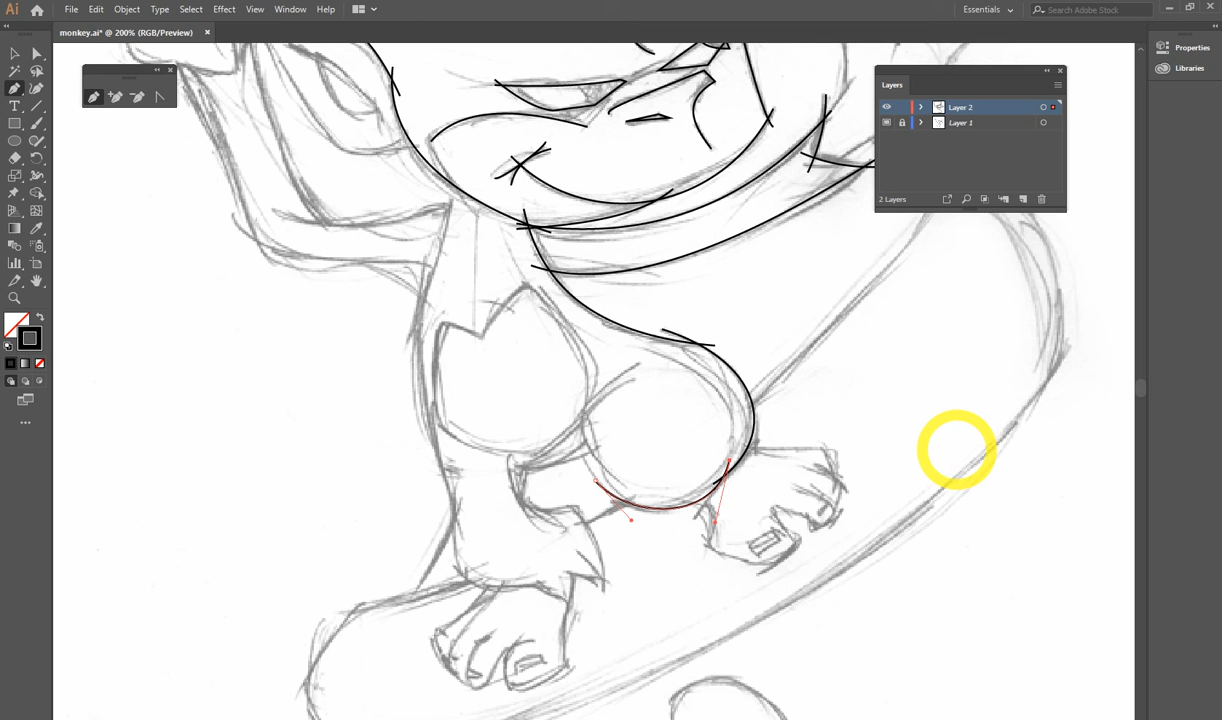 Ai File Edit Object Type Select Effect View Window Help Essentials Search Adobe Stock
monkey.ai* @ 200% (RGB/Preview)
Properties
Libraries
Layers
Layer 2
Layer 1
2 Layers